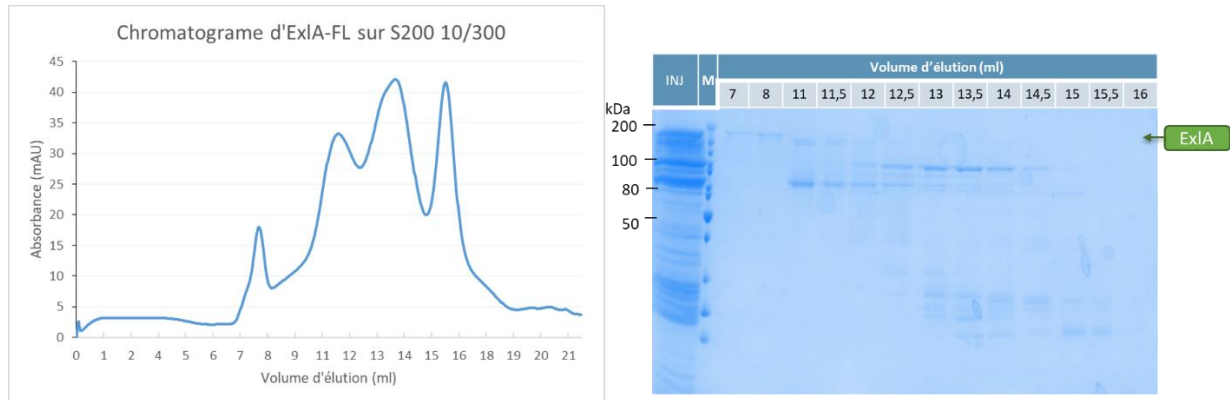 Chromatograme d'ExlA-FL sur S200 10/300
Absorbance (mAU)
45
40
35
30
25
20
15
10
5
0
0 1 2 3 4 5 6 7 8 9 10 11 13 14 15 16 17 18 19 20 21
Volume d'élution (ml)
INJ M Volume d'élution (ml)
7 8 11 11,5 12 12,5 13 13,5 14 14,5 15 15,5 16
kDa
200
100
80
50
ExlA